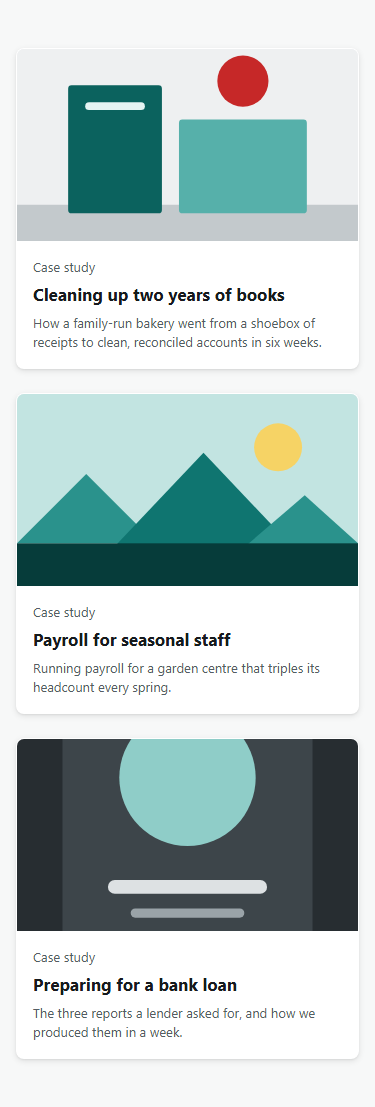 Case study
Cleaning up two years of books
How a family-run bakery went from a shoebox of
receipts to clean, reconciled accounts in six weeks.
Case study
Payroll for seasonal staff
Running payroll for a garden centre that triples its
headcount every spring.
Case study
Preparing for a bank loan
The three reports a lender asked for, and how we
produced them in a week.